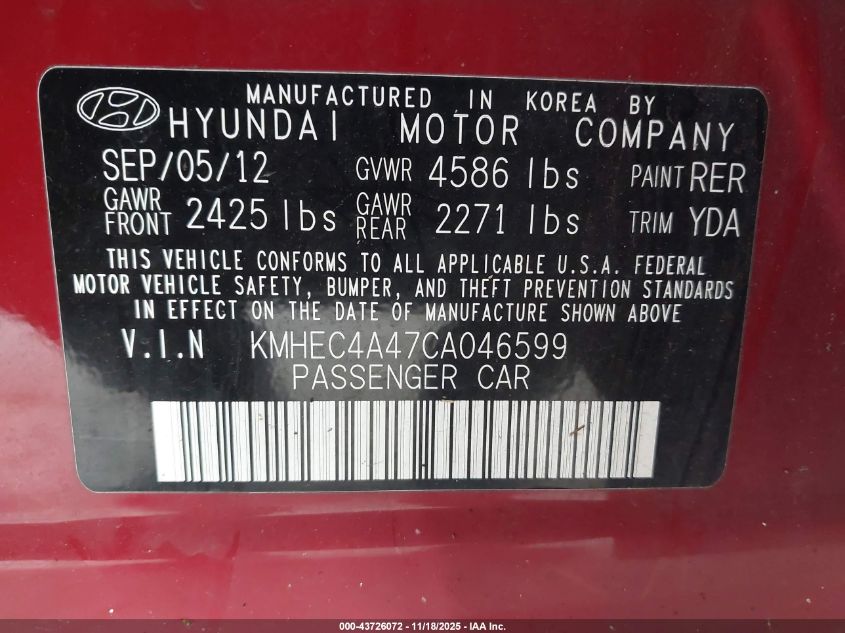 MANUFACTURED IN KOREA BY
HYUNDAI MOTOR COMPANY
SEP/05/12 GVWR 4586 lbs PAINT RER
GAWR FRONT 2425 lbs GAWR REAR 2271 lbs TRIM YDA
THIS VEHICLE CONFORMS TO ALL APPLICABLE U.S.A. FEDERAL
MOTOR VEHICLE SAFETY, BUMPER, AND THEFT PREVENTION STANDARDS
IN EFFECT ON THE DATE OF MANUFACTURE SHOWN ABOVE
V.I.N KMHEC4A47CA046599
PASSENGER CAR
000-43726072 — 11/18/2025 — IAA Inc.